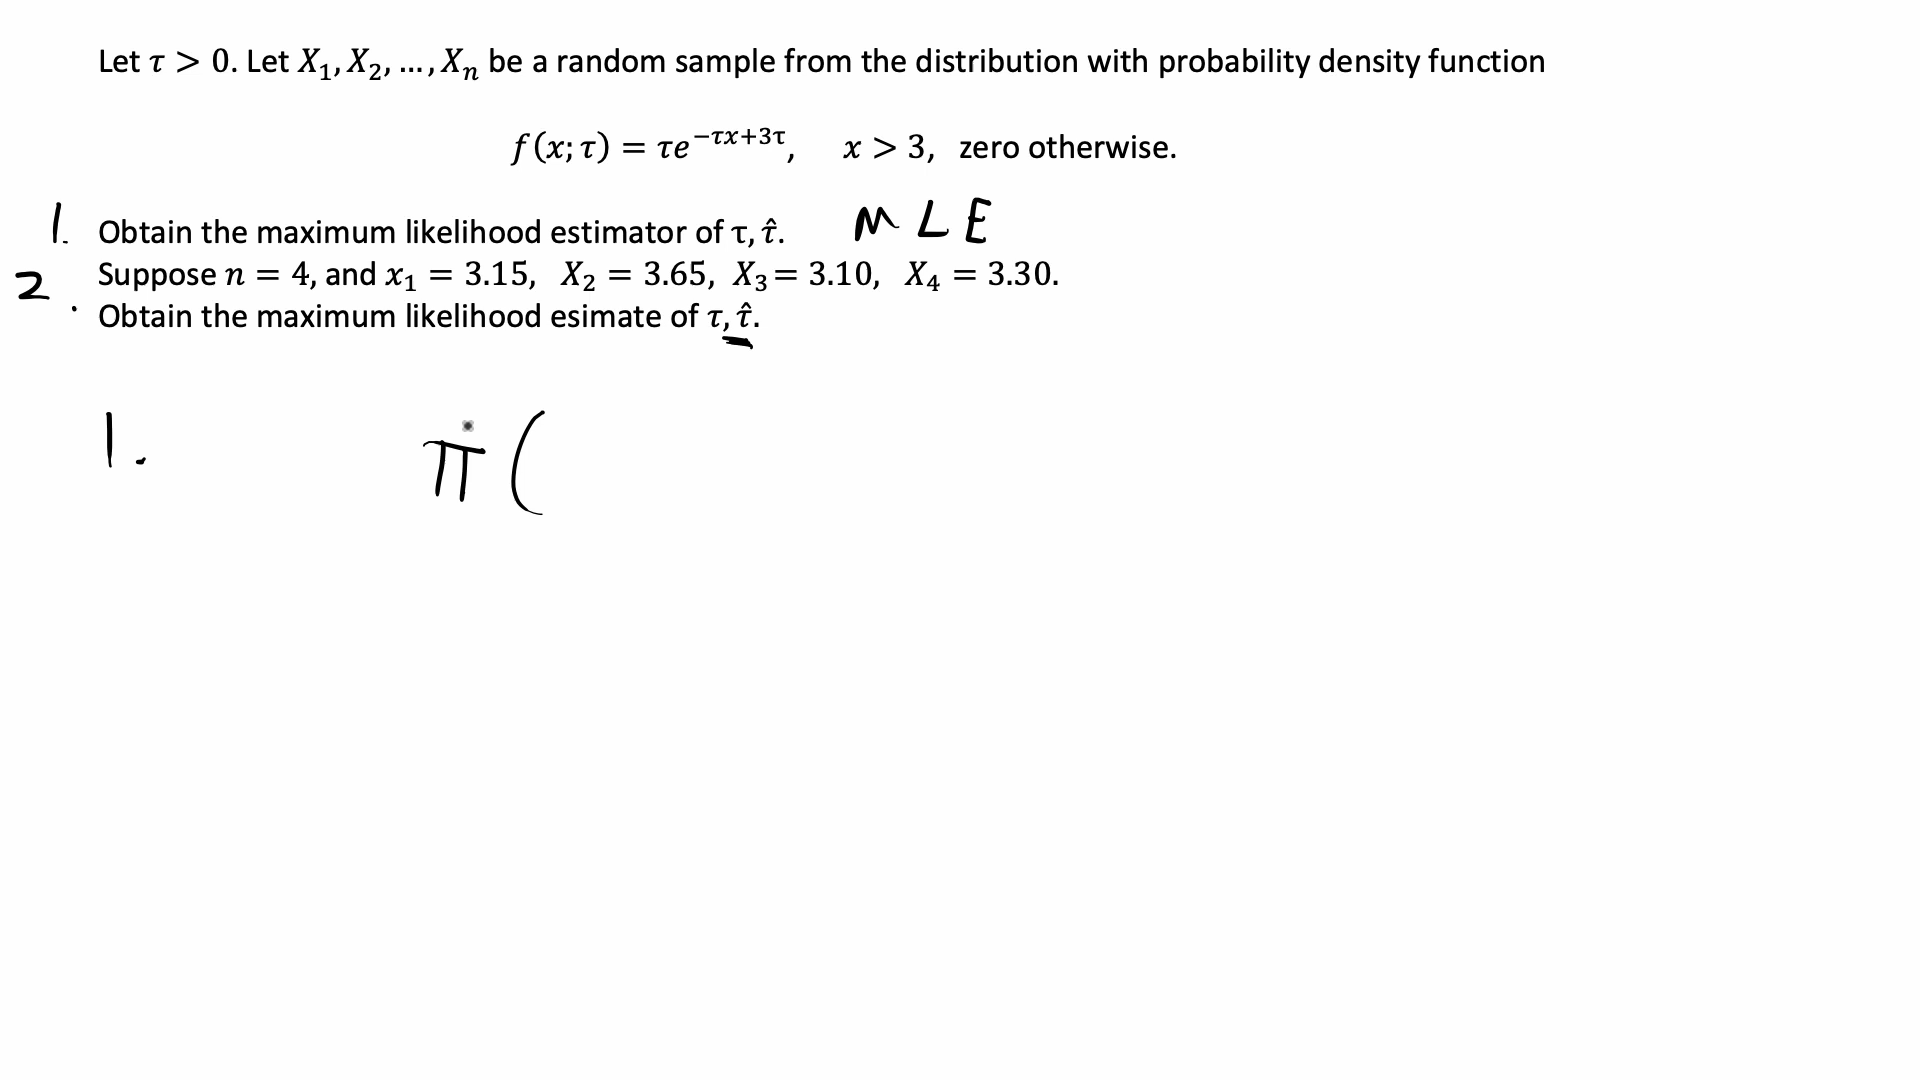 Let τ > 0. Let X₁, X₂, …, Xₙ be a random sample from the distribution with probability density function
f(x; τ) = τe^{−τx+3τ}, x > 3, zero otherwise.
1. Obtain the maximum likelihood estimator of τ, τ̂. MLE
2. Suppose n = 4, and x₁ = 3.15, X₂ = 3.65, X₃= 3.10, X₄ = 3.30.
Obtain the maximum likelihood esimate of τ, τ̂.
1. π (